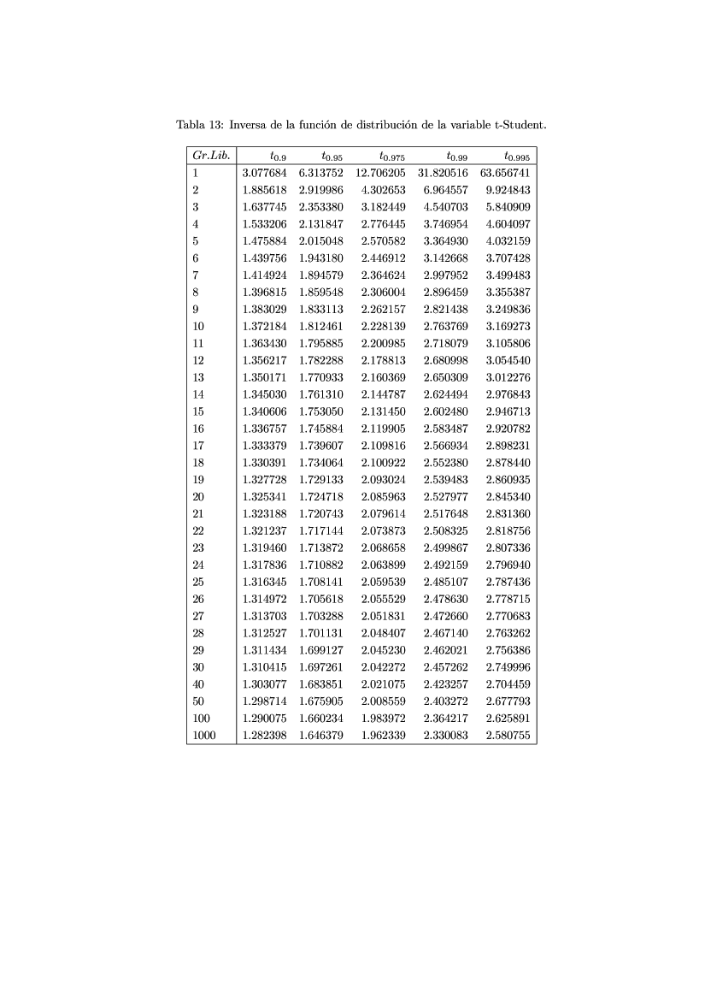 Tabla 13: Inversa de la función de distribución de la variable t-Student.
Gr.Lib. t0.9 t0.95 t0.975 t0.99 t0.995
1 3.077684 6.313752 12.706205 31.820516 63.656741
2 1.885618 2.919986 4.302653 6.964557 9.924843
3 1.637745 2.353380 3.182449 4.540703 5.840909
4 1.533206 2.131847 2.776445 3.746954 4.604097
5 1.475884 2.015048 2.570582 3.364930 4.032159
6 1.439756 1.943180 2.446912 3.142668 3.707428
7 1.414924 1.894579 2.364624 2.997952 3.499483
8 1.396815 1.859548 2.306004 2.896459 3.355387
9 1.383029 1.833113 2.262157 2.821438 3.249836
10 1.372184 1.812461 2.228139 2.763769 3.169273
11 1.363430 1.795885 2.200985 2.718079 3.105806
12 1.356217 1.782288 2.178813 2.680998 3.054540
13 1.350171 1.770933 2.160369 2.650309 3.012276
14 1.345030 1.761310 2.144787 2.624494 2.976843
15 1.340606 1.753050 2.131450 2.602480 2.946713
16 1.336757 1.745884 2.119905 2.583487 2.920782
17 1.333379 1.739607 2.109816 2.566934 2.898231
18 1.330391 1.734064 2.100922 2.552380 2.878440
19 1.327728 1.729133 2.093024 2.539483 2.860935
20 1.325341 1.724718 2.085963 2.527977 2.845340
21 1.323188 1.720743 2.079614 2.517648 2.831360
22 1.321237 1.717144 2.073873 2.508325 2.818756
23 1.319460 1.713872 2.068658 2.499867 2.807336
24 1.317836 1.710882 2.063899 2.492159 2.796940
25 1.316345 1.708141 2.059539 2.485107 2.787436
26 1.314972 1.705618 2.055529 2.478630 2.778715
27 1.313703 1.703288 2.051831 2.472660 2.770683
28 1.312527 1.701131 2.048407 2.467140 2.763262
29 1.311434 1.699127 2.045230 2.462021 2.756386
30 1.310415 1.697261 2.042272 2.457262 2.749996
40 1.303077 1.683851 2.021075 2.423257 2.704459
50 1.298714 1.675905 2.008559 2.403272 2.677793
100 1.290075 1.660234 1.983972 2.364217 2.625891
1000 1.282398 1.646379 1.962339 2.330083 2.580755